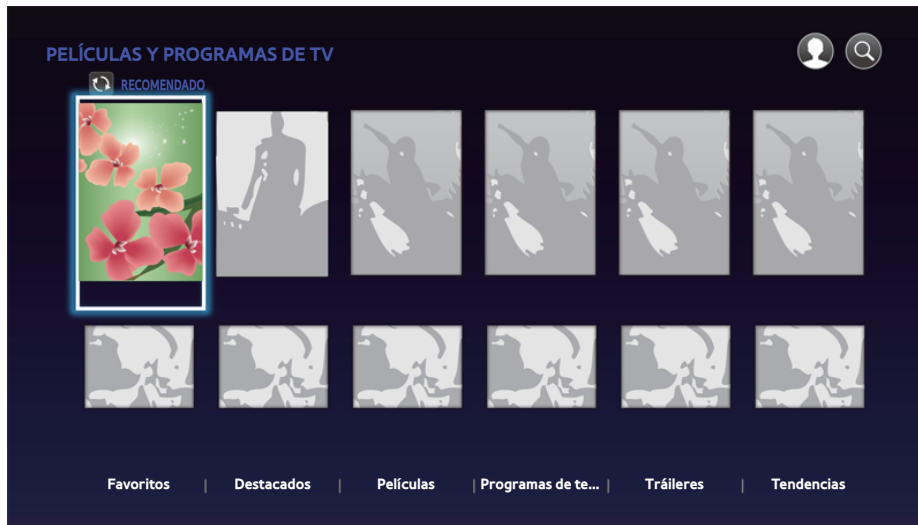 PELÍCULAS Y PROGRAMAS DE TV
RECOMENDADO
Favoritos | Destacados | Películas | Programas de te... | Tráileres | Tendencias